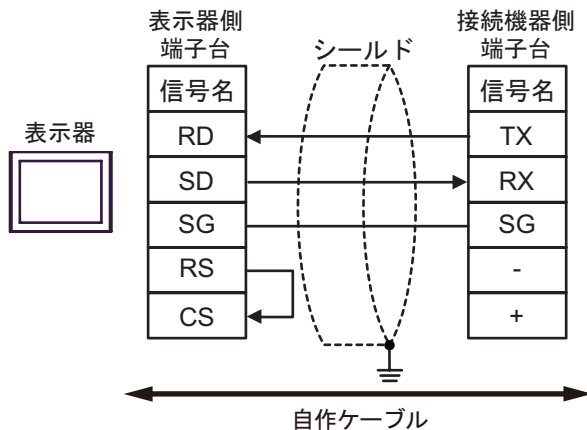 表示器側
端子台
シールド
接続機器側
端子台
表示器
信号名
信号名
RD
TX
SD
RX
SG
SG
RS
-
CS
+
自作ケーブル